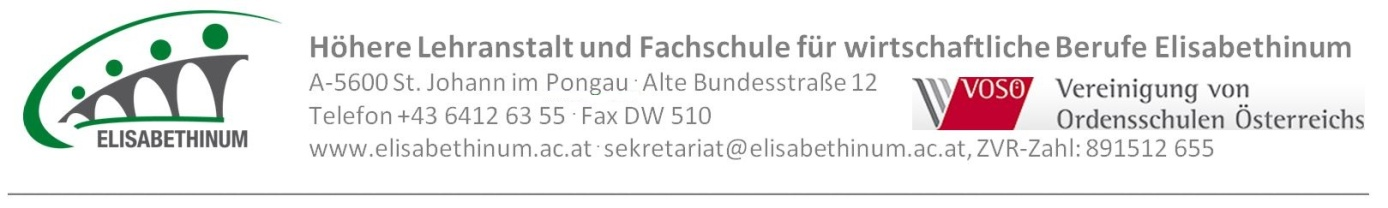 Höhere Lehranstalt und Fachschule für wirtschaftliche Berufe Elisabethinum
A-5600 St. Johann im Pongau · Alte Bundesstraße 12
Telefon +43 6412 63 55 · Fax DW 510
www.elisabethinum.ac.at · sekretariat@elisabethinum.ac.at, ZVR-Zahl: 891512 655
ELISABETHINUM
VOSÖ
Vereinigung von
Ordensschulen Österreichs